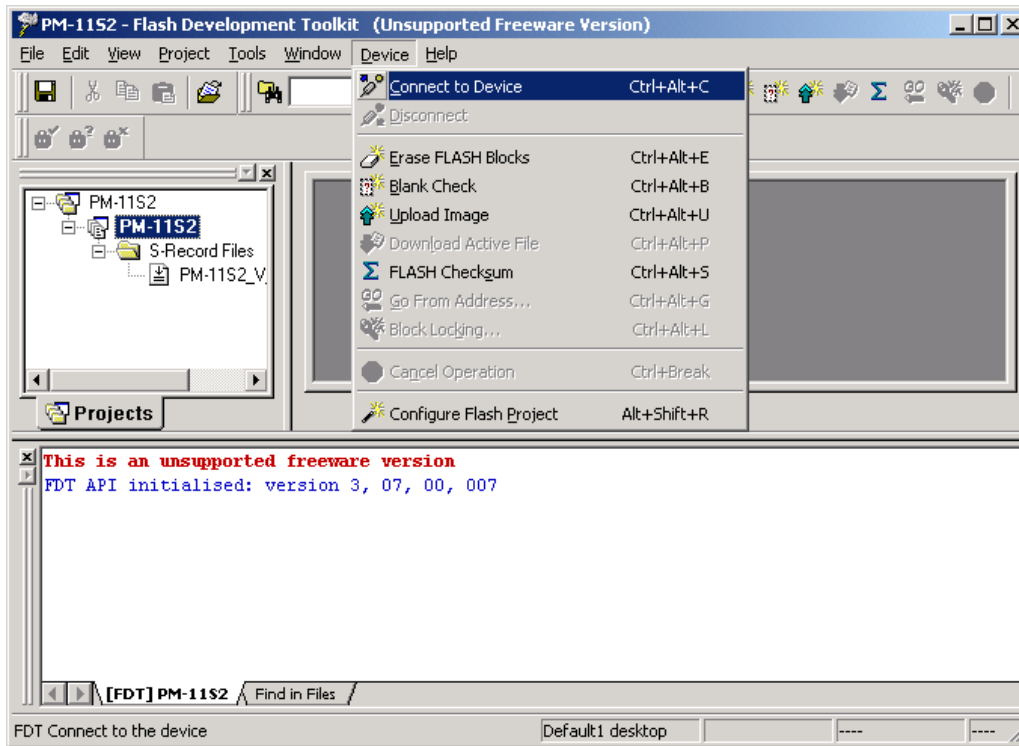 PM-11S2 - Flash Development Toolkit (Unsupported Freeware Version)
File Edit View Project Tools Window Device Help
Connect to Device Ctrl+Alt+C
Disconnect
Erase FLASH Blocks Ctrl+Alt+E
Blank Check Ctrl+Alt+B
Upload Image Ctrl+Alt+U
Download Active File Ctrl+Alt+P
FLASH Checksum Ctrl+Alt+S
Go From Address... Ctrl+Alt+G
Block Locking... Ctrl+Alt+L
Cancel Operation Ctrl+Break
Configure Flash Project Alt+Shift+R
PM-11S2
PM-11S2
S-Record Files
PM-11S2_V
Projects
This is an unsupported freeware version
FDT API initialised: version 3, 07, 00, 007
[FDT] PM-11S2 Find in Files
FDT Connect to the device Default1 desktop ---- ----